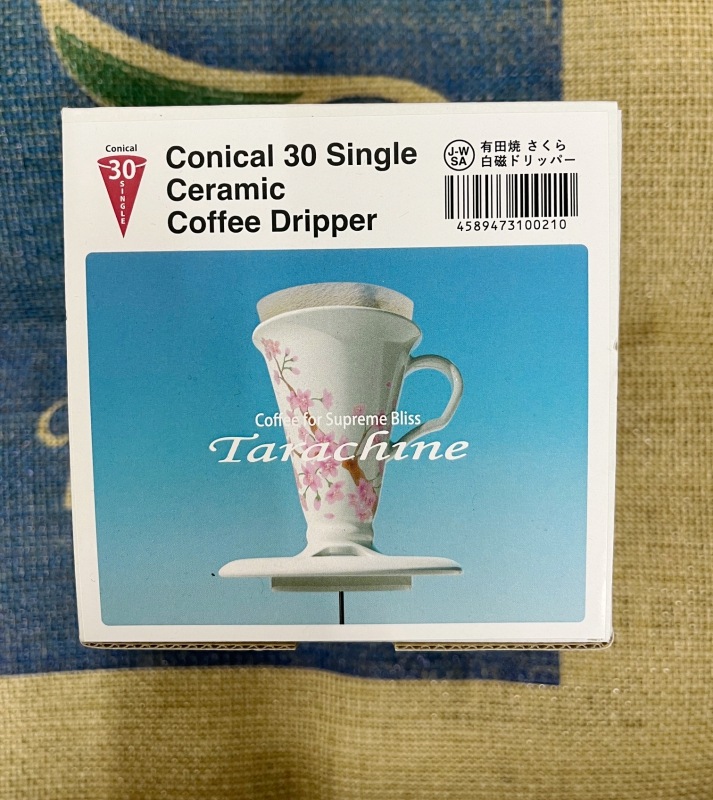 Conical
30
SINGLE
Conical 30 Single
Ceramic
Coffee Dripper
J-W
SA
有田焼 さくら
白磁ドリッパー
4589473100210
Coffee for Supreme Bliss
Tarachine